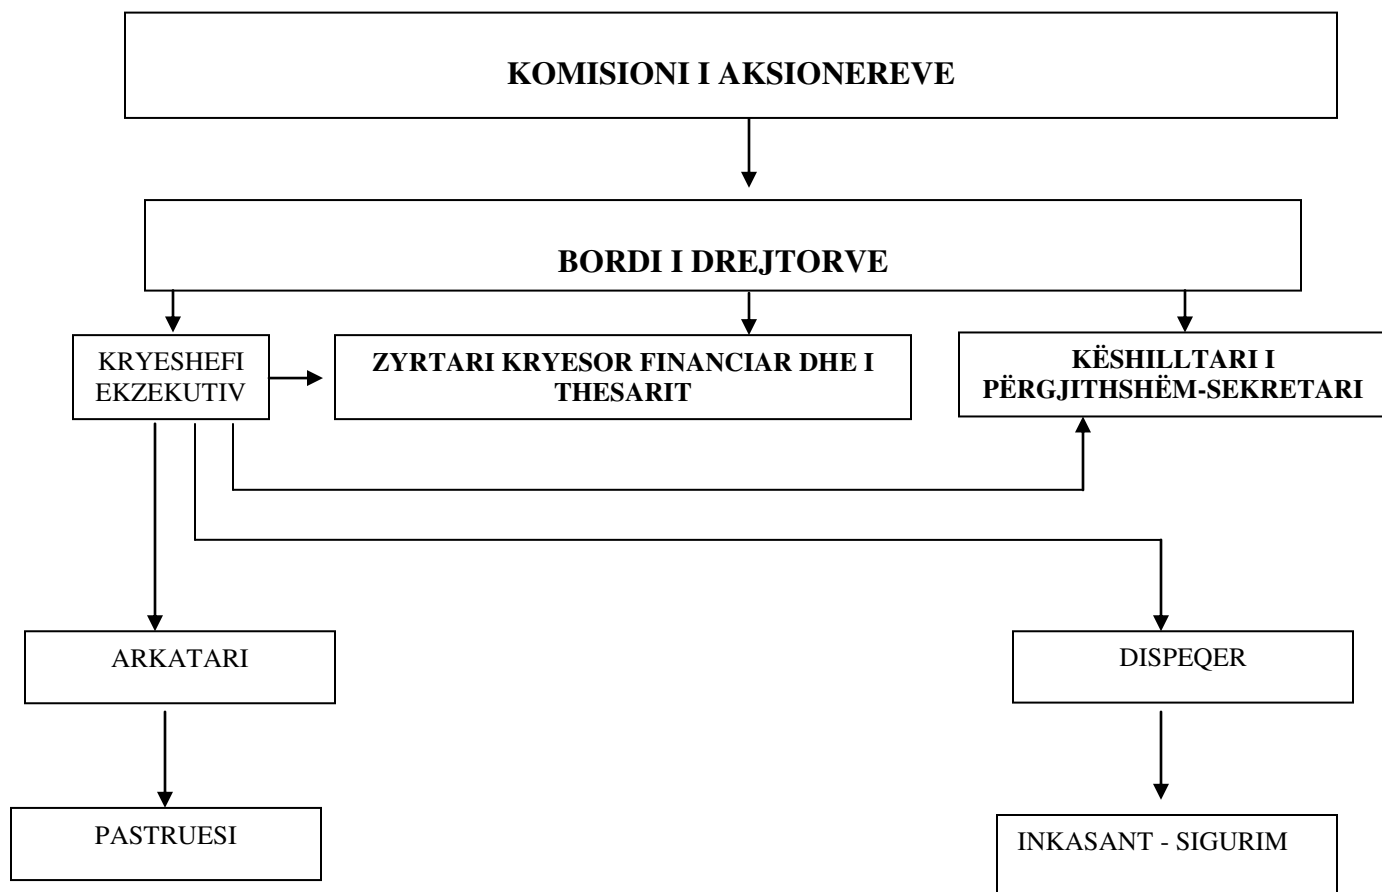 KOMISIONI I AKSIONEREVE
BORDI I DREJTORVE
KRYESHEFI
EKZEKUTIV
ZYRTARI KRYESOR FINANCIAR DHE I
THESARIT
KËSHILLTARI I
PËRGJITHSHËM-SEKRETARI
ARKATARI
DISPEQER
PASTRUESI
INKASANT - SIGURIM